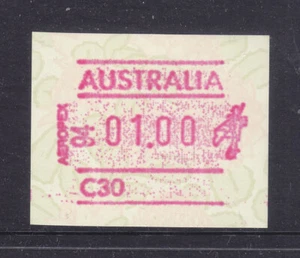 AUSTRALIA
AEROPEX
94
01.00
C30